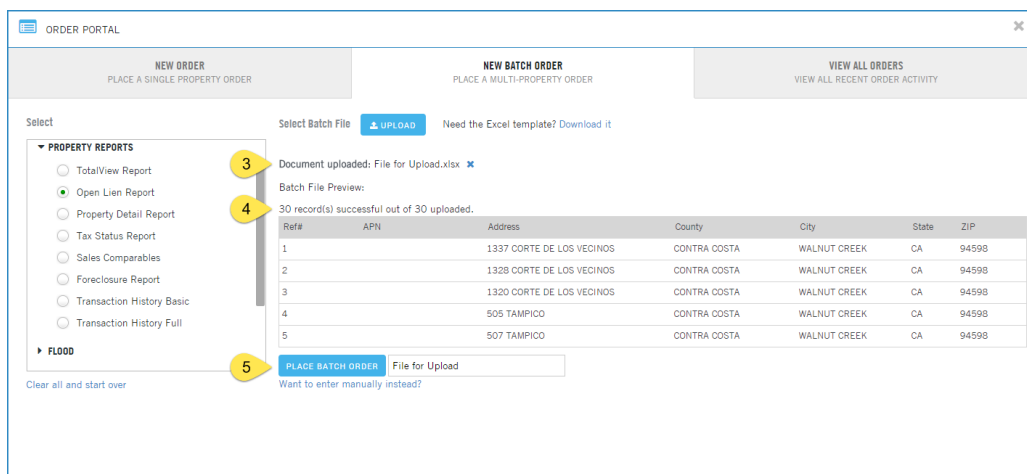 ORDER PORTAL
NEW ORDER
PLACE A SINGLE PROPERTY ORDER
NEW BATCH ORDER
PLACE A MULTI-PROPERTY ORDER
VIEW ALL ORDERS
VIEW ALL RECENT ORDER ACTIVITY
Select
PROPERTY REPORTS
TotalView Report
Open Lien Report
Property Detail Report
Tax Status Report
Sales Comparables
Foreclosure Report
Transaction History Basic
Transaction History Full
FLOOD
Clear all and start over
Select Batch File UPLOAD Need the Excel template? Download it
3 Document uploaded: File for Upload.xlsx
Batch File Preview:
4 30 record(s) successful out of 30 uploaded.
Ref# APN Address County City State ZIP
1 1337 CORTE DE LOS VECINOS CONTRA COSTA WALNUT CREEK CA 94598
2 1328 CORTE DE LOS VECINOS CONTRA COSTA WALNUT CREEK CA 94598
3 1320 CORTE DE LOS VECINOS CONTRA COSTA WALNUT CREEK CA 94598
4 505 TAMPICO CONTRA COSTA WALNUT CREEK CA 94598
5 507 TAMPICO CONTRA COSTA WALNUT CREEK CA 94598
5 PLACE BATCH ORDER File for Upload
Want to enter manually instead?